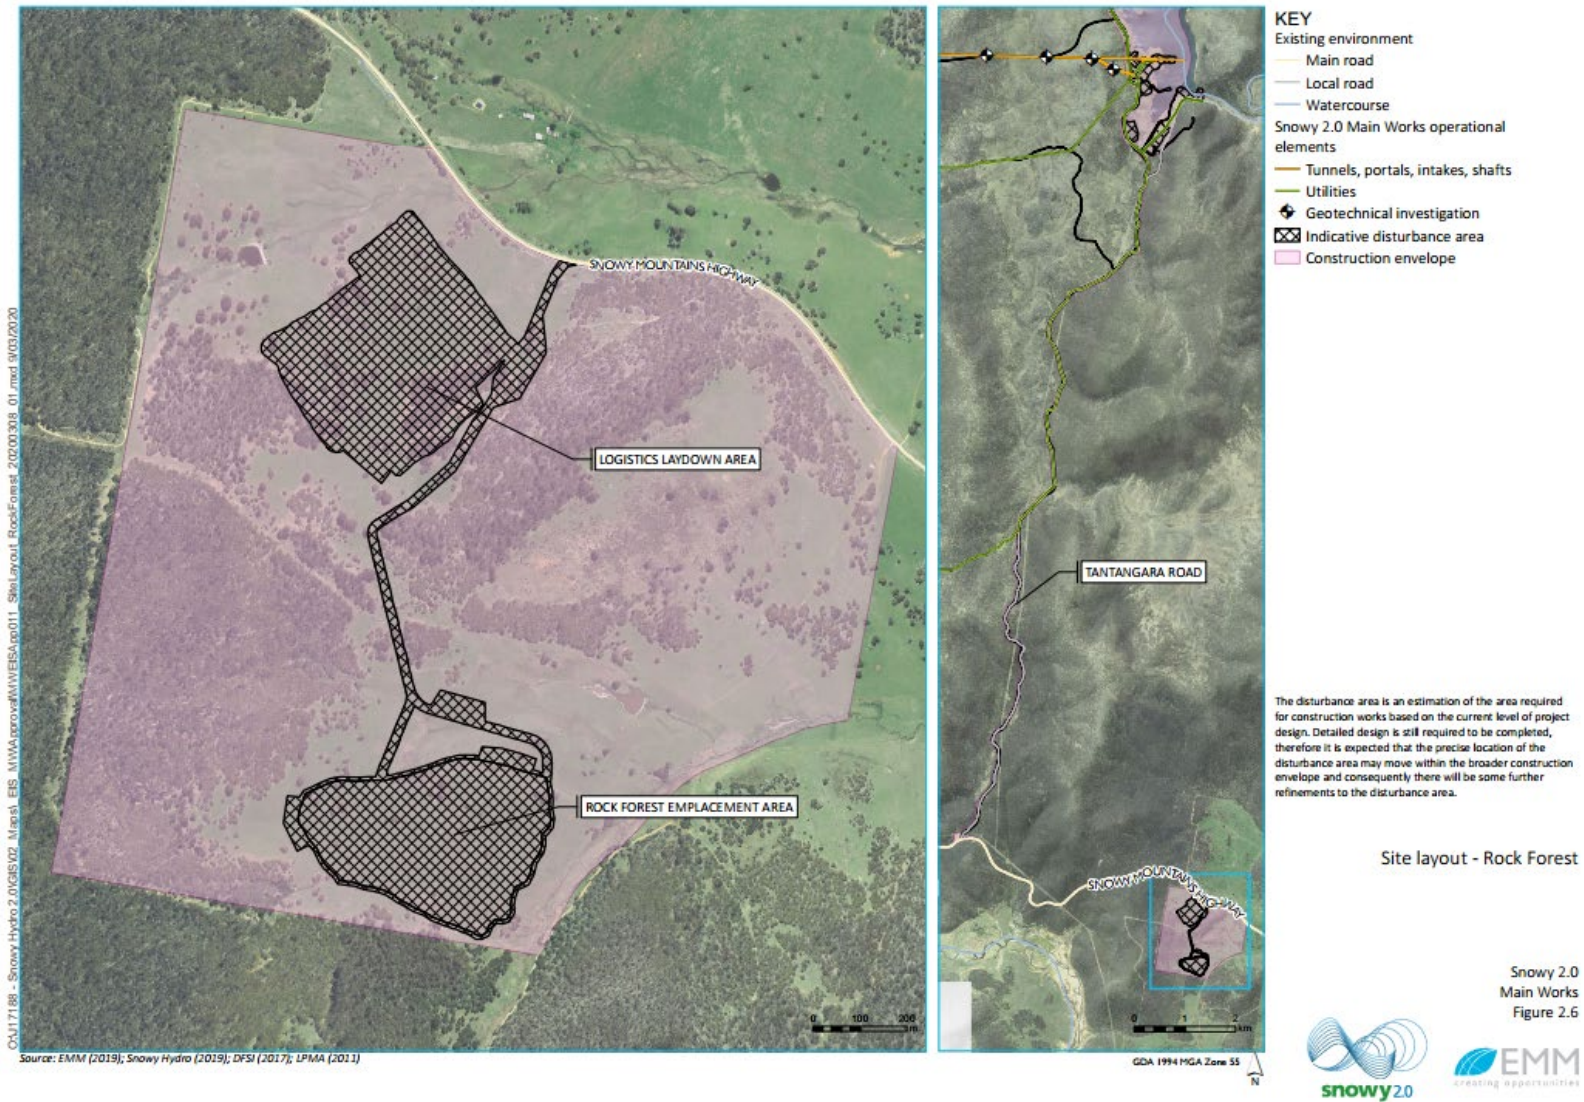 SNOWY MOUNTAINS HIGHWAY
LOGISTICS LAYDOWN AREA
ROCK FOREST EMPLACEMENT AREA
0 100 200
m
Source: EMM (2019); Snowy Hydro (2019); DFSI (2017); LPMA (2011)
TANTANGARA ROAD
SNOWY MOUNTAINS HIGHWAY
0 1 2
km
GDA 1994 MGA Zone 55
N
KEY
Existing environment
Main road
Local road
Watercourse
Snowy 2.0 Main Works operational
elements
Tunnels, portals, intakes, shafts
Utilities
Geotechnical investigation
Indicative disturbance area
Construction envelope
The disturbance area is an estimation of the area required
for construction works based on the current level of project
design. Detailed design is still required to be completed,
therefore it is expected that the precise location of the
disturbance area may move within the broader construction
envelope and consequently there will be some further
refinements to the disturbance area.
Site layout - Rock Forest
Snowy 2.0
Main Works
Figure 2.6
snowy2.0
EMM
creating opportunities